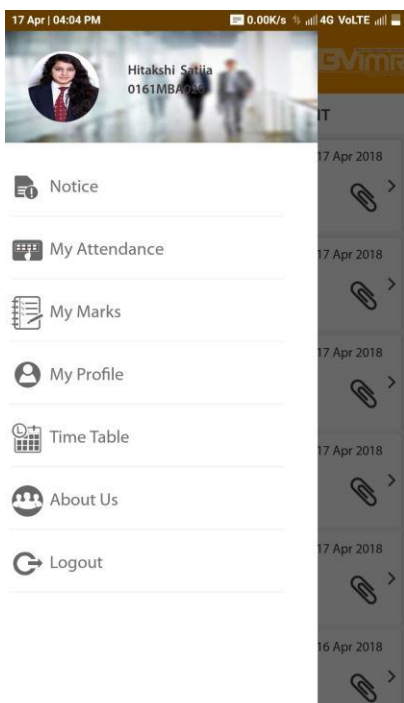 17 Apr | 04:04 PM 0.00K/s 4G VoLTE
BVIMR
Hitakshi Satija
IT
Notice
17 Apr 2018
My Attendance
17 Apr 2018
My Marks
17 Apr 2018
My Profile
Time Table
17 Apr 2018
About Us
17 Apr 2018
Logout
16 Apr 2018